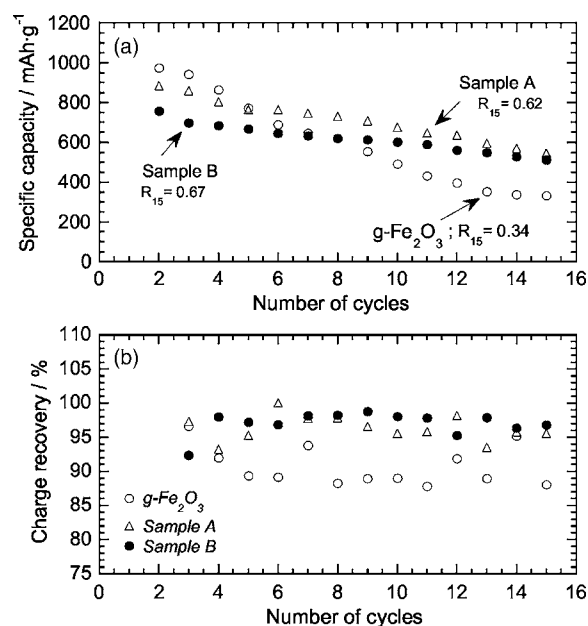 (a)
1200
1000
800
600
400
200
0
Specific capacity / mAh·g⁻¹
Sample A
R₁₅ = 0.62
Sample B
R₁₅ = 0.67
g-Fe₂O₃ ; R₁₅ = 0.34
0 2 4 6 8 10 12 14 16
Number of cycles
(b)
110
105
100
95
90
85
80
75
Charge recovery / %
g-Fe₂O₃
Sample A
Sample B
0 2 4 6 8 10 12 14 16
Number of cycles